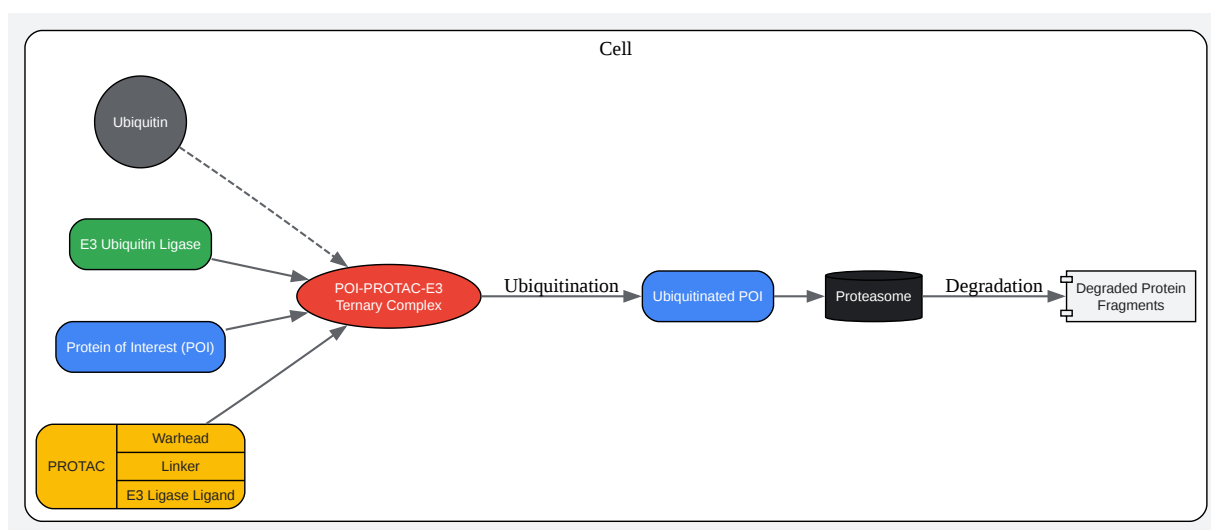 Cell
Ubiquitin
E3 Ubiquitin Ligase
Protein of Interest (POI)
PROTAC
Warhead
Linker
E3 Ligase Ligand
POI-PROTAC-E3
Ternary Complex
Ubiquitination
Ubiquitinated POI
Proteasome
Degradation
Degraded Protein
Fragments